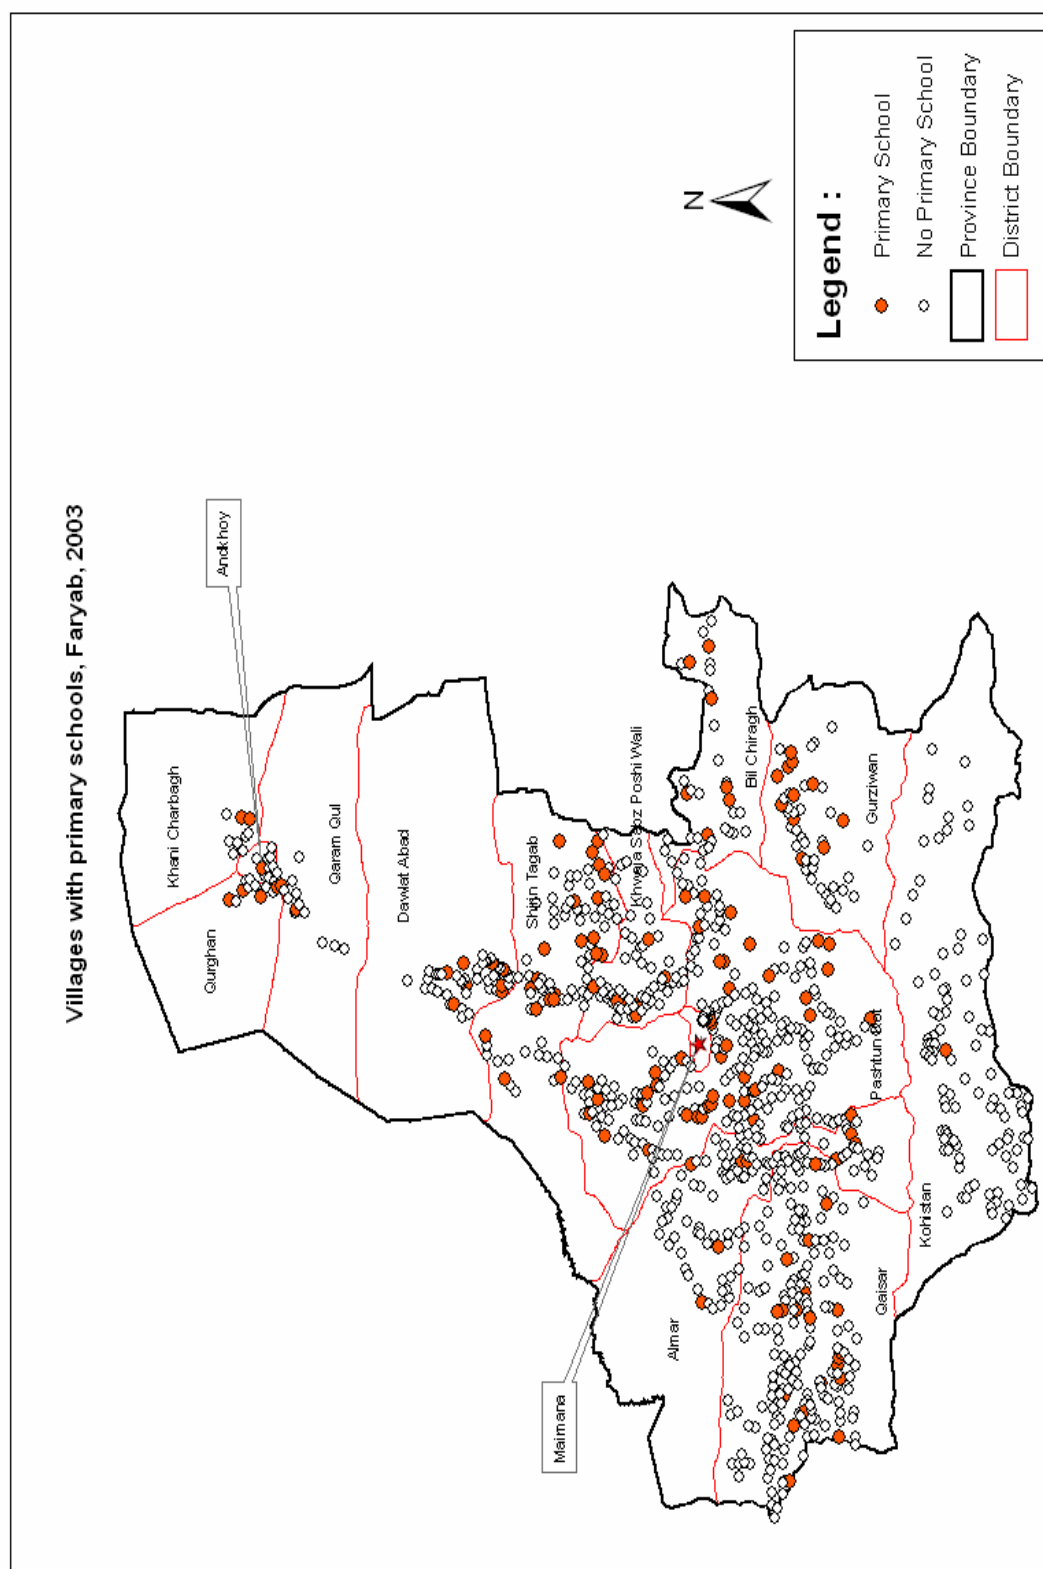 Villages with primary schools, Faryab, 2003
Andkhoy
Khani Charbagh
Qurghan
Qaram Qul
Dawlat Abad
Shirin Tagab
Khwaja Sabz Poshi Wali
Bil Chiragh
Gurziwan
Pashtun Kot
Kohistan
Qaisar
Almar
Maimana
N
Legend :
Primary School
No Primary School
Province Boundary
District Boundary